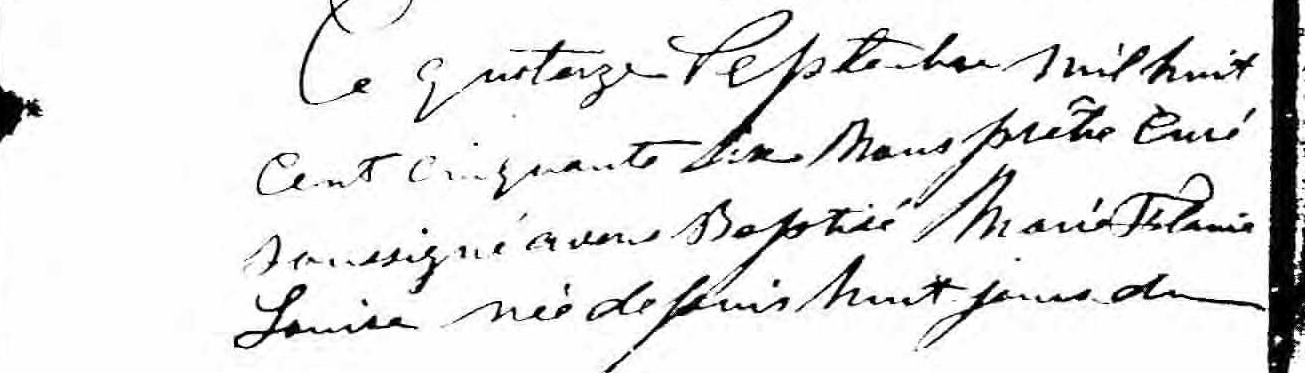 Ce quatorze Septembre mil huit
cent cinquante six Nous prêtre Curé
soussigné avons Baptisé Marie
Louise née depuis huit jours du